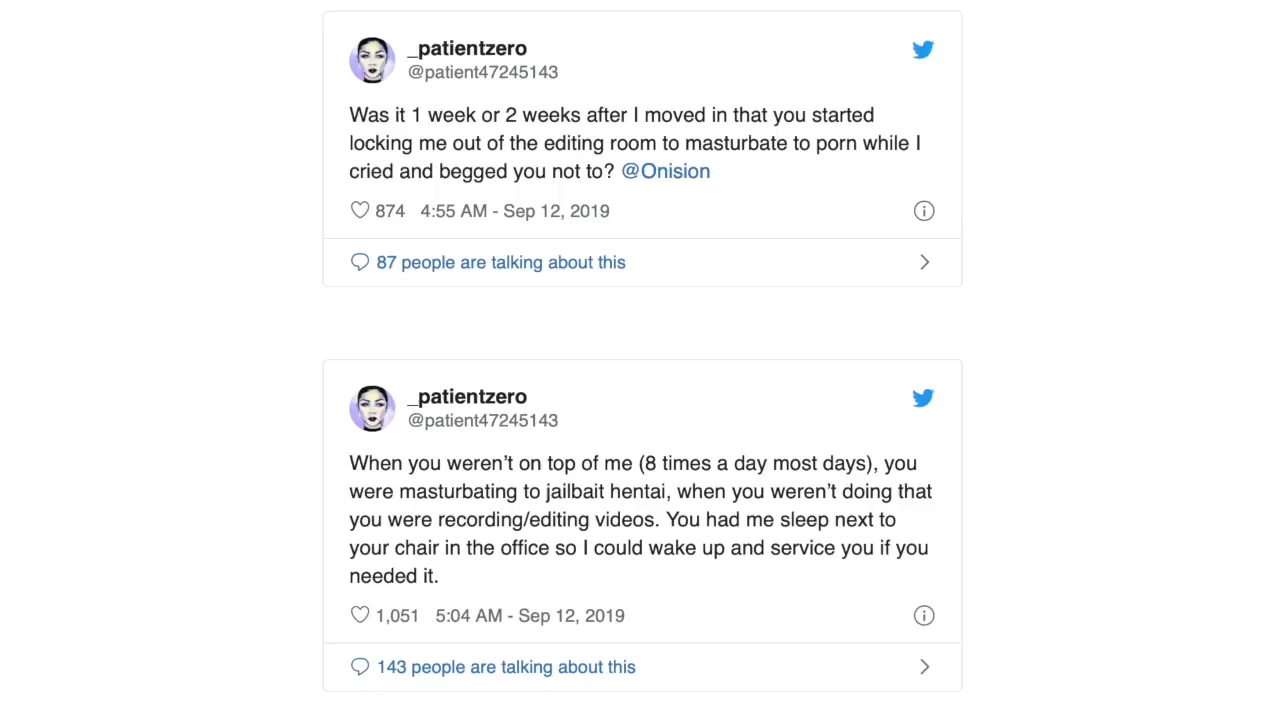 _patientzero
@patient47245143
Was it 1 week or 2 weeks after I moved in that you started
locking me out of the editing room to masturbate to porn while I
cried and begged you not to? @Onision
874 4:55 AM - Sep 12, 2019
87 people are talking about this
_patientzero
@patient47245143
When you weren’t on top of me (8 times a day most days), you
were masturbating to jailbait hentai, when you weren’t doing that
you were recording/editing videos. You had me sleep next to
your chair in the office so I could wake up and service you if you
needed it.
1,051 5:04 AM - Sep 12, 2019
143 people are talking about this